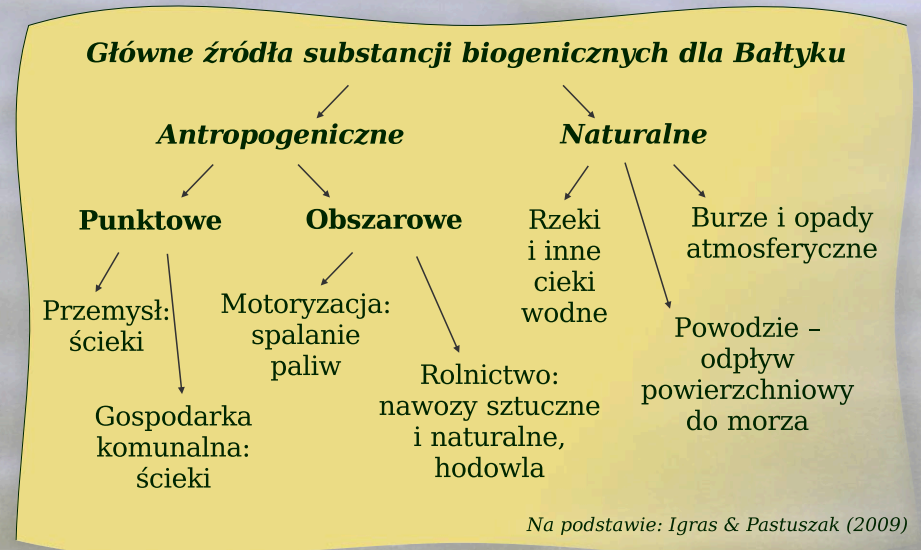 Główne źródła substancji biogenicznych dla Bałtyku
Antropogeniczne
Naturalne
Punktowe
Obszarowe
Rzeki
i inne
cieki
wodne
Burze i opady
atmosferyczne
Przemysł:
ścieki
Motoryzacja:
spalanie
paliw
Powodzie –
odpływ
powierzchniowy
do morza
Gospodarka
komunalna:
ścieki
Rolnictwo:
nawozy sztuczne
i naturalne,
hodowla
Na podstawie: Igras & Pastuszak (2009)